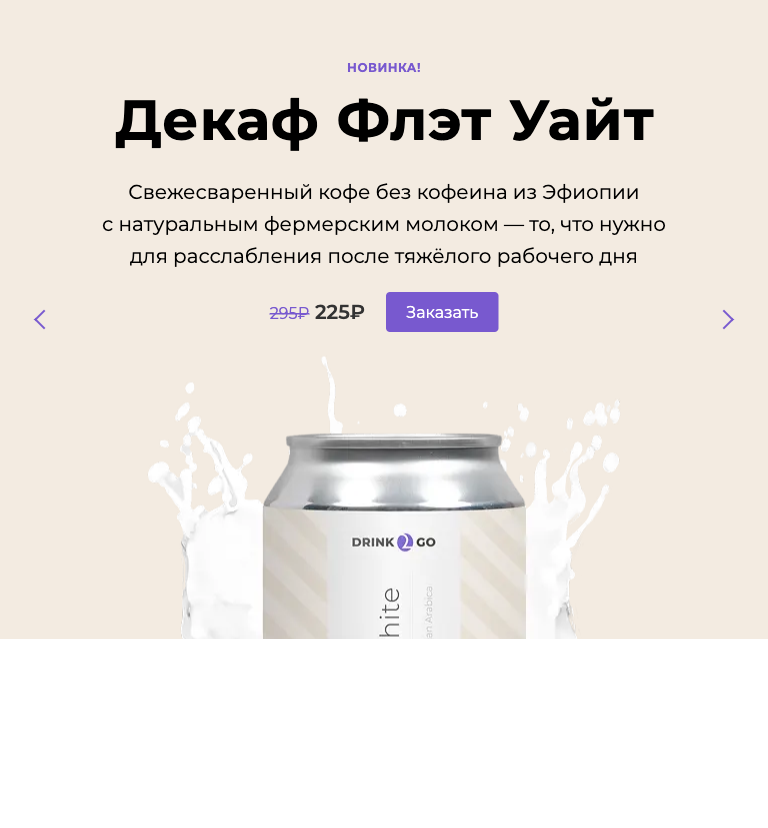 НОВИНКА!
Декаф Флэт Уайт
Свежесваренный кофе без кофеина из Эфиопии
с натуральным фермерским молоком — то, что нужно
для расслабления после тяжёлого рабочего дня
295₽ 225₽ Заказать
DRINK 2 GO
hite
an Arabica